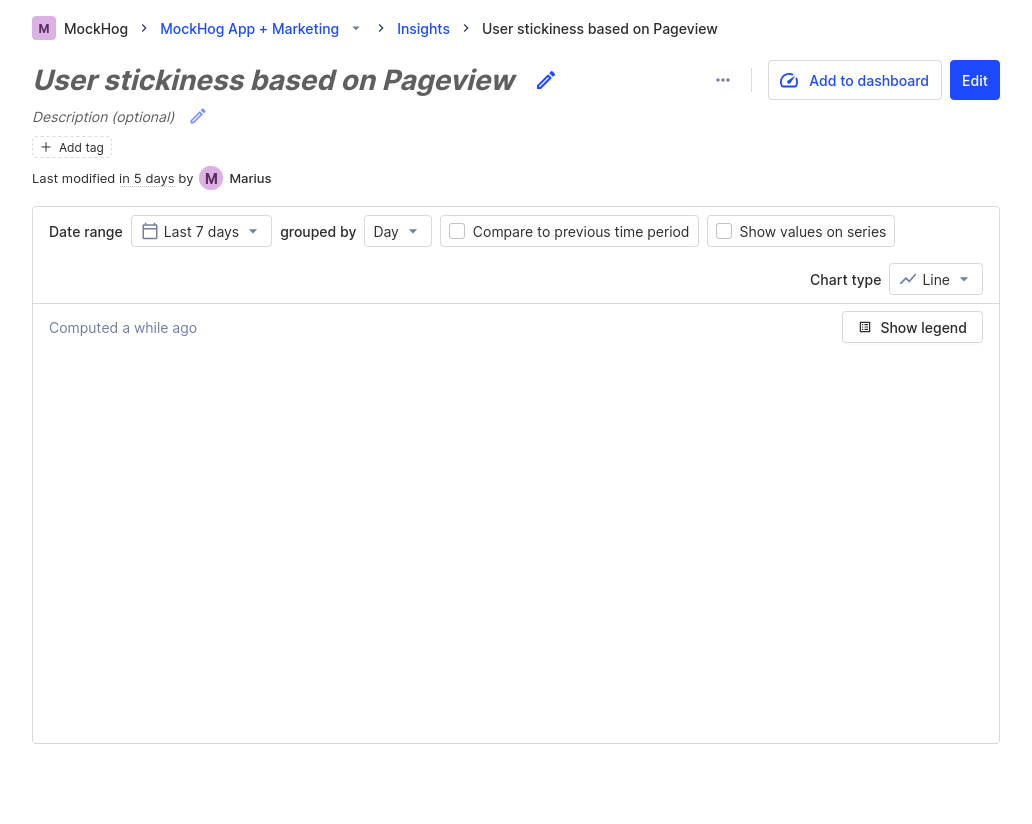 M MockHog > MockHog App + Marketing > Insights > User stickiness based on Pageview
User stickiness based on Pageview
Add to dashboard
Edit
Description (optional)
+ Add tag
Last modified in 5 days by M Marius
Date range Last 7 days grouped by Day Compare to previous time period Show values on series
Chart type Line
Computed a while ago
Show legend